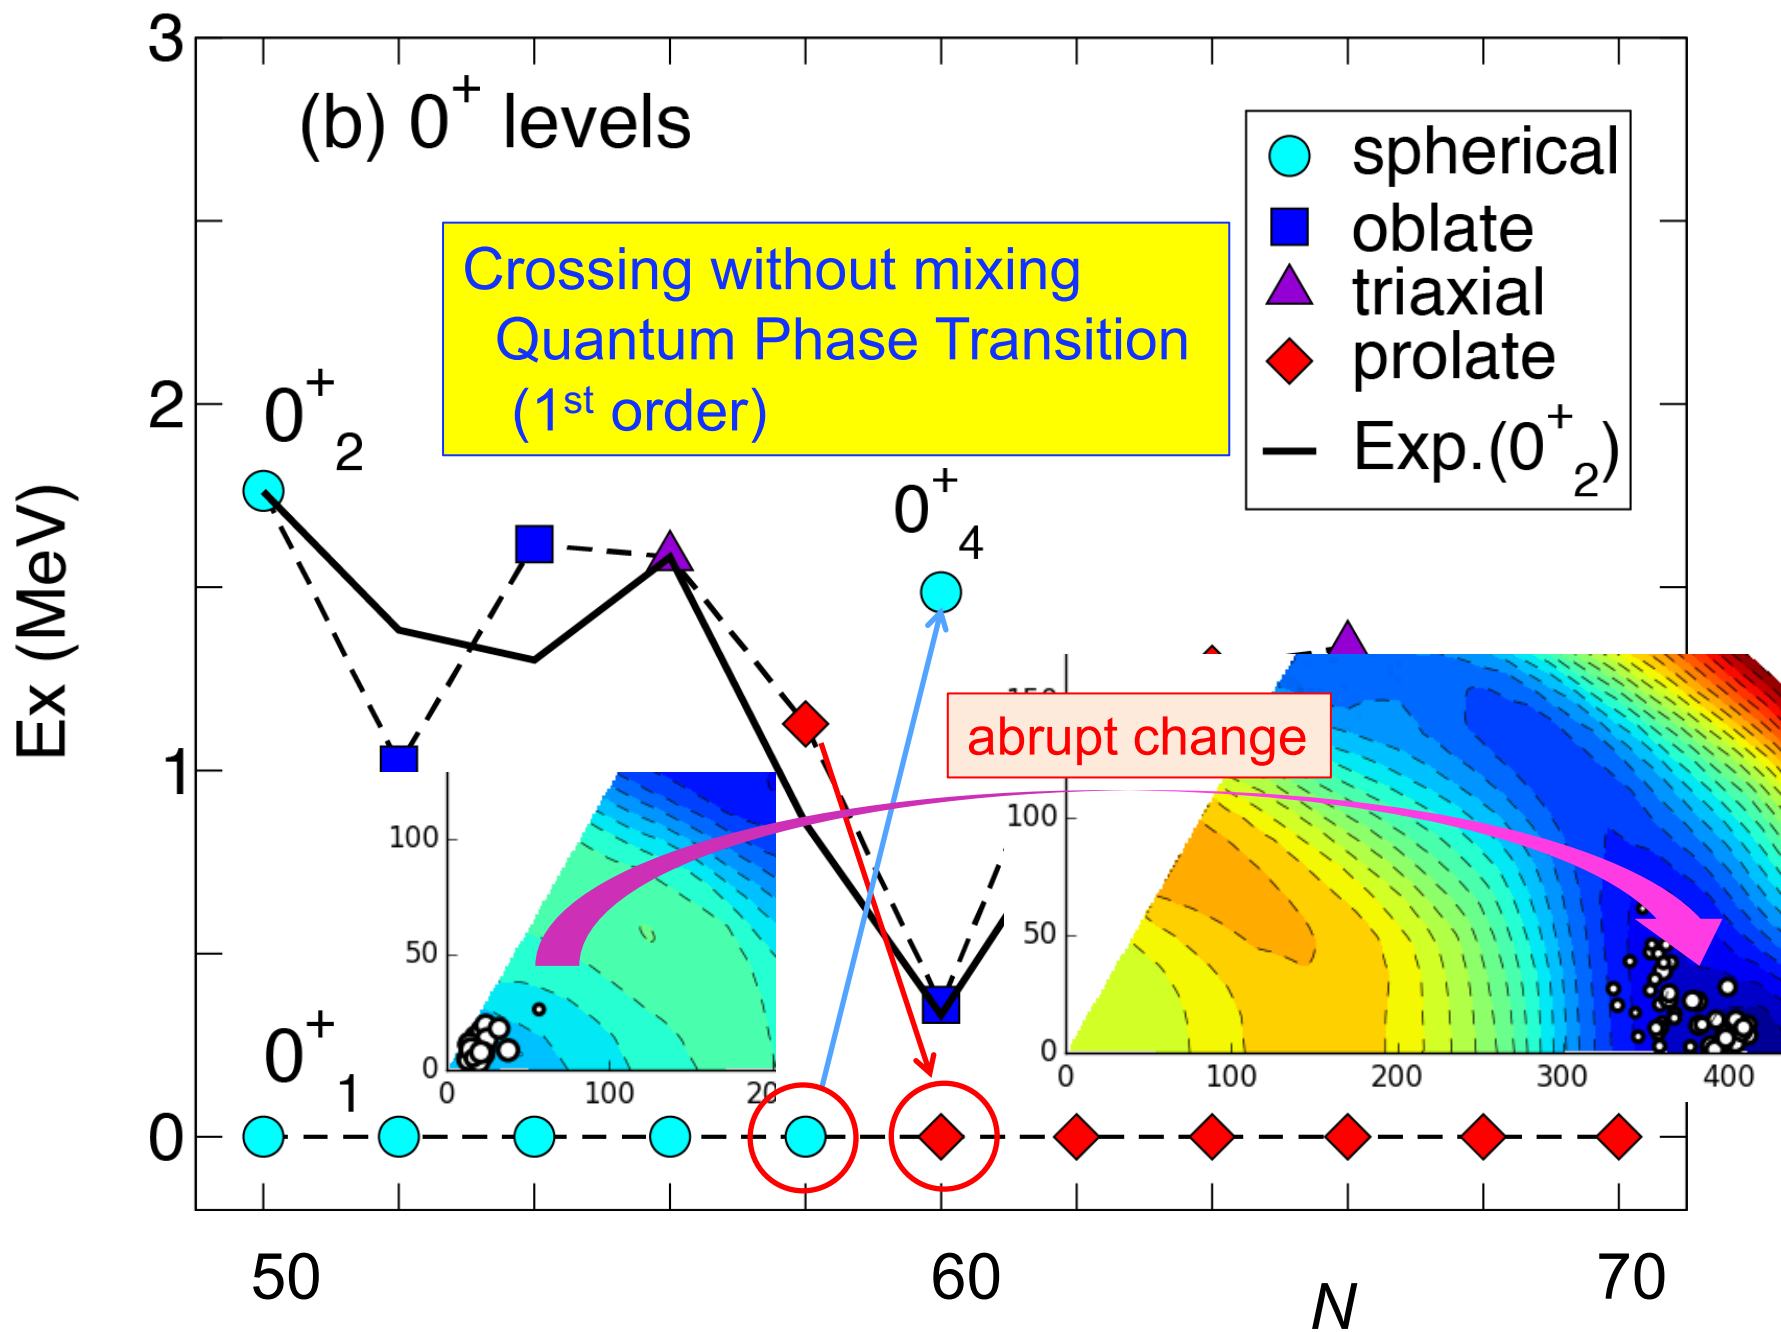 3
(b) 0⁺ levels
spherical
oblate
triaxial
prolate
Exp.(0⁺₂)
Crossing without mixing
Quantum Phase Transition
(1ˢᵗ order)
2
0⁺₂
0⁺₄
Ex (MeV)
abrupt change
1
100
50
0
0 100
100
50
0
0 100 200 300 400
0⁺₁
0
50 60 70
N